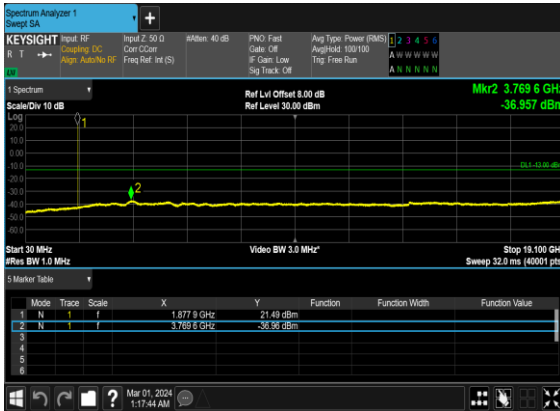 Spectrum Analyzer 1
Swept SA
+
KEYSIGHT Input: RF Input Z: 50 Ω #Atten: 40 dB PNO: Fast Avg Type: Power (RMS) 1 2 3 4 5 6
R T Coupling: DC Corr CCorr Gate: Off Avg|Hold: 100/100 A W W W W W
Align: Auto/No RF Freq Ref: Int (S) IF Gain: Low Trig: Free Run
LXI Sig Track: Off A N N N N N
1 Spectrum Ref Lvl Offset 8.00 dB Mkr2 3.769 6 GHz
Scale/Div 10 dB Ref Level 30.00 dBm -36.957 dBm
Log
1
20.0
10.0
0.00
-10.0
DL1 -13.00 dBm
-20.0
-30.0
2
-40.0
-50.0
-60.0
Start 30 MHz Video BW 3.0 MHz* Stop 19.100 GHz
#Res BW 1.0 MHz Sweep 32.0 ms (40001 pts)
5 Marker Table
Mode Trace Scale X Y Function Function Width Function Value
1 N 1 f 1.877 9 GHz 21.49 dBm
2 N 1 f 3.769 6 GHz -36.96 dBm
3
4
5
6
? Mar 01, 2024
1:17:44 AM